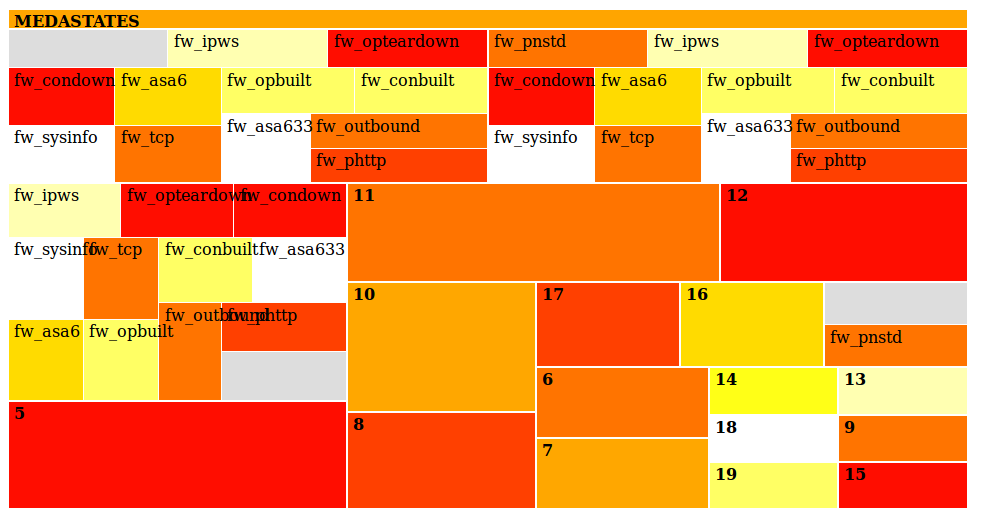 MEDASTATES
fw_ipws fw_opteardown fw_pnstd fw_ipws fw_opteardown
fw_condown fw_asa6 fw_opbuilt fw_conbuilt fw_condown fw_asa6 fw_opbuilt fw_conbuilt
fw_sysinfo fw_tcp fw_asa633 fw_outbound fw_sysinfo fw_tcp fw_asa633 fw_outbound
fw_phttp fw_phttp
fw_ipws fw_opteardown fw_condown 11 12
fw_sysinfo fw_tcp fw_conbuilt fw_asa633
10 17 16
fw_outbound fw_phttp
fw_asa6 fw_opbuilt fw_pnstd
6 14 13
5 8 18 9
7
19 15